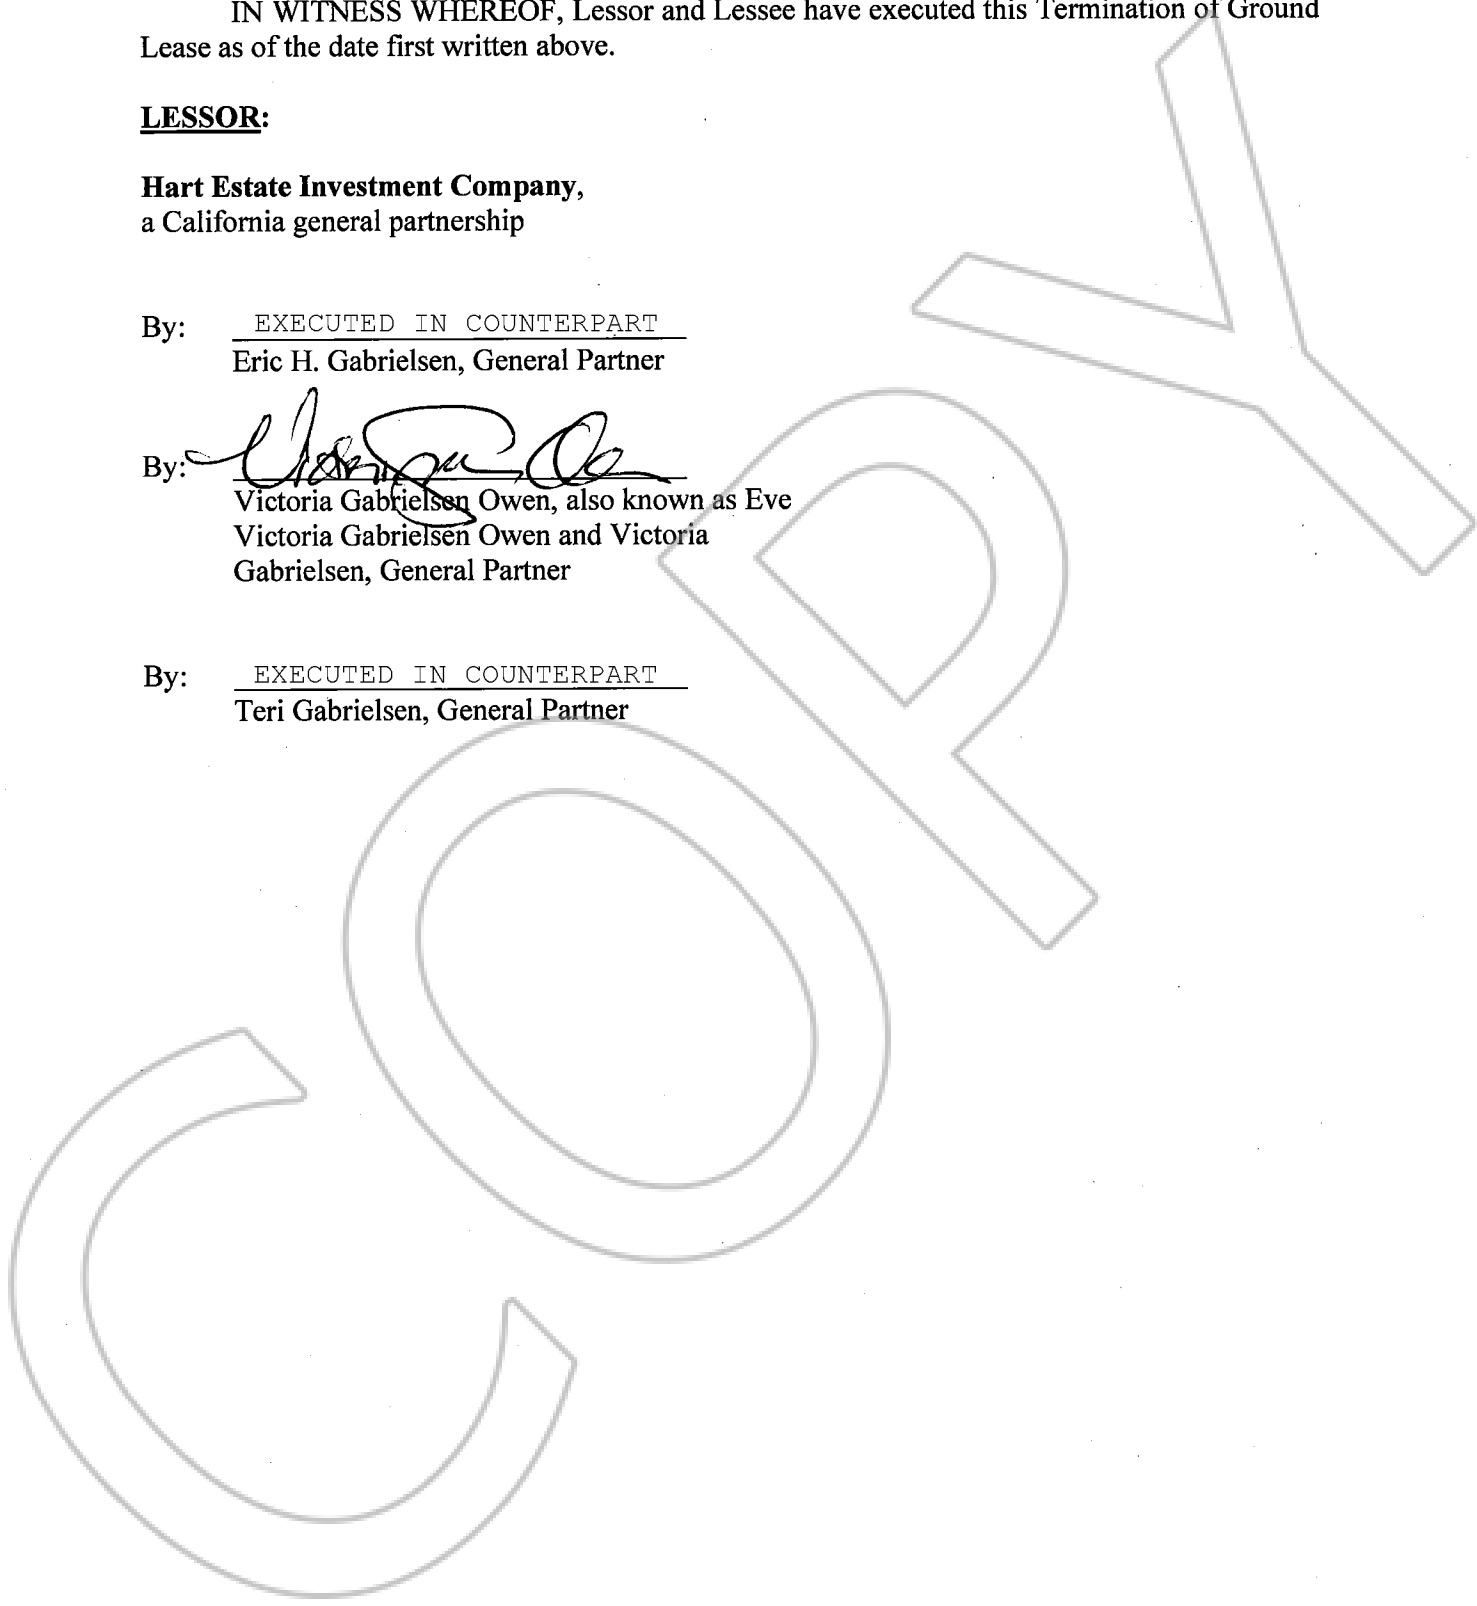 IN WITNESS WHEREOF, Lessor and Lessee have executed this Termination of Ground
Lease as of the date first written above.
LESSOR:
Hart Estate Investment Company,
a California general partnership
By: EXECUTED IN COUNTERPART
Eric H. Gabrielsen, General Partner
By:
Victoria Gabrielsen Owen, also known as Eve
Victoria Gabrielsen Owen and Victoria
Gabrielsen, General Partner
By: EXECUTED IN COUNTERPART
Teri Gabrielsen, General Partner
COPY